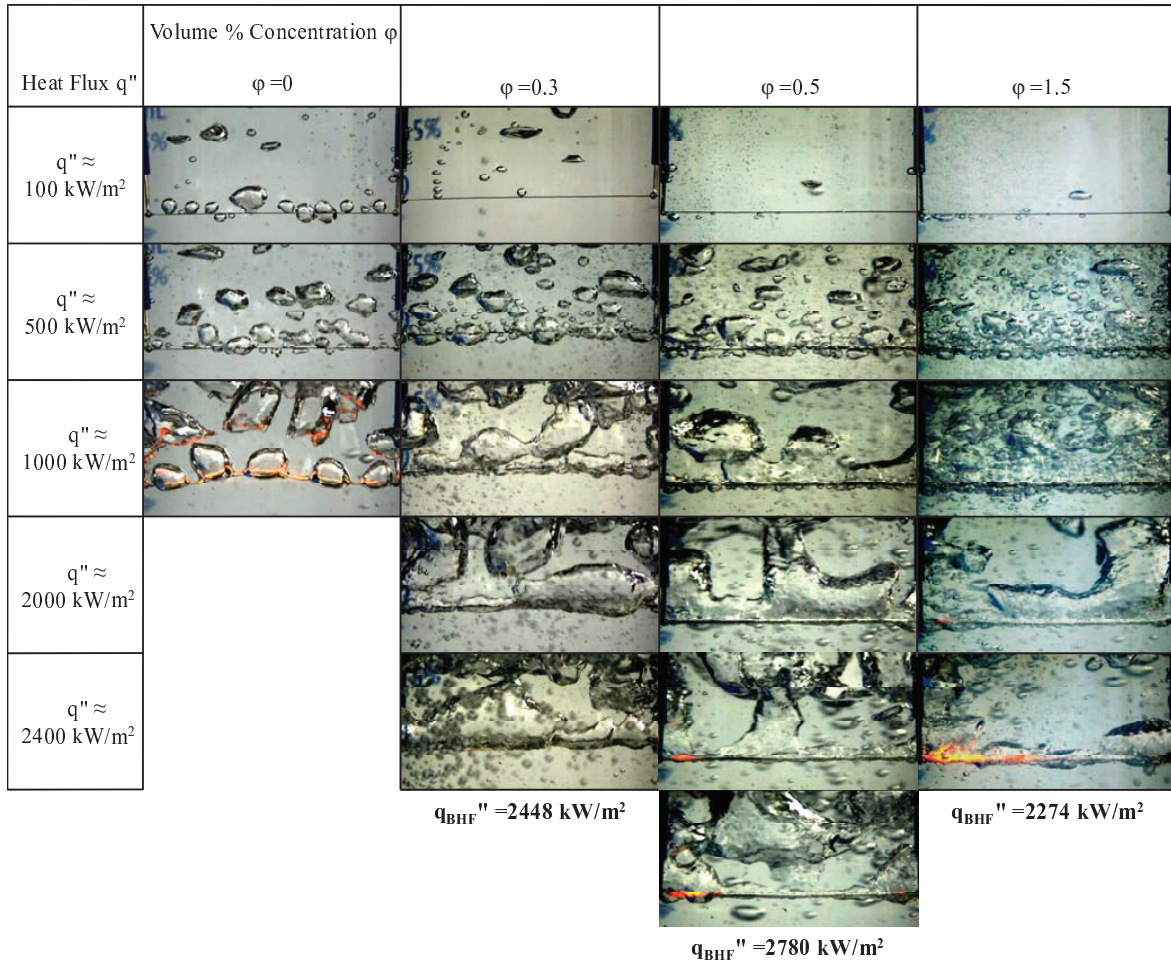 Volume % Concentration φ
Heat Flux q"
φ =0
φ =0.3
φ =0.5
φ =1.5
q" ≈
100 kW/m²
5%
%
q" ≈
500 kW/m²
5%
q" ≈
1000 kW/m²
q" ≈
2000 kW/m²
q" ≈
2400 kW/m²
q_BHF" =2448 kW/m²
q_BHF" =2274 kW/m²
q_BHF" =2780 kW/m²